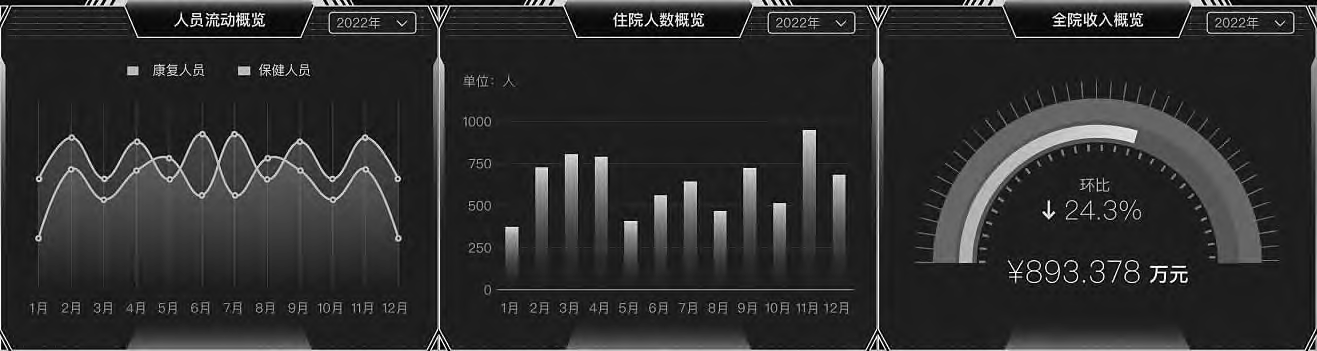 人员流动概览
2022年
康复人员
保健人员
1月 2月 3月 4月 5月 6月 7月 8月 9月 10月 11月 12月
住院人数概览
2022年
单位：人
1000
750
500
250
0
1月 2月 3月 4月 5月 6月 7月 8月 9月 10月 11月 12月
全院收入概览
2022年
环比
↓ 24.3%
¥893.378 万元